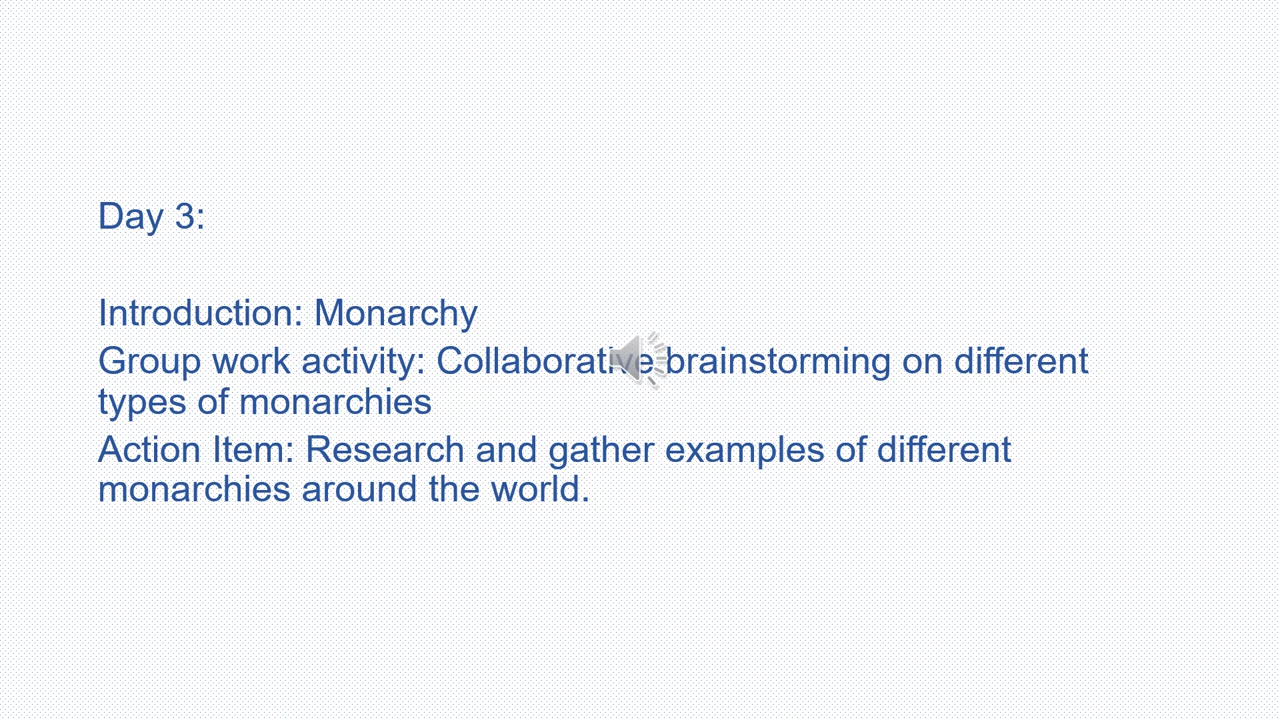 Day 3:
Introduction: Monarchy
Group work activity: Collaborative brainstorming on different
types of monarchies
Action Item: Research and gather examples of different
monarchies around the world.